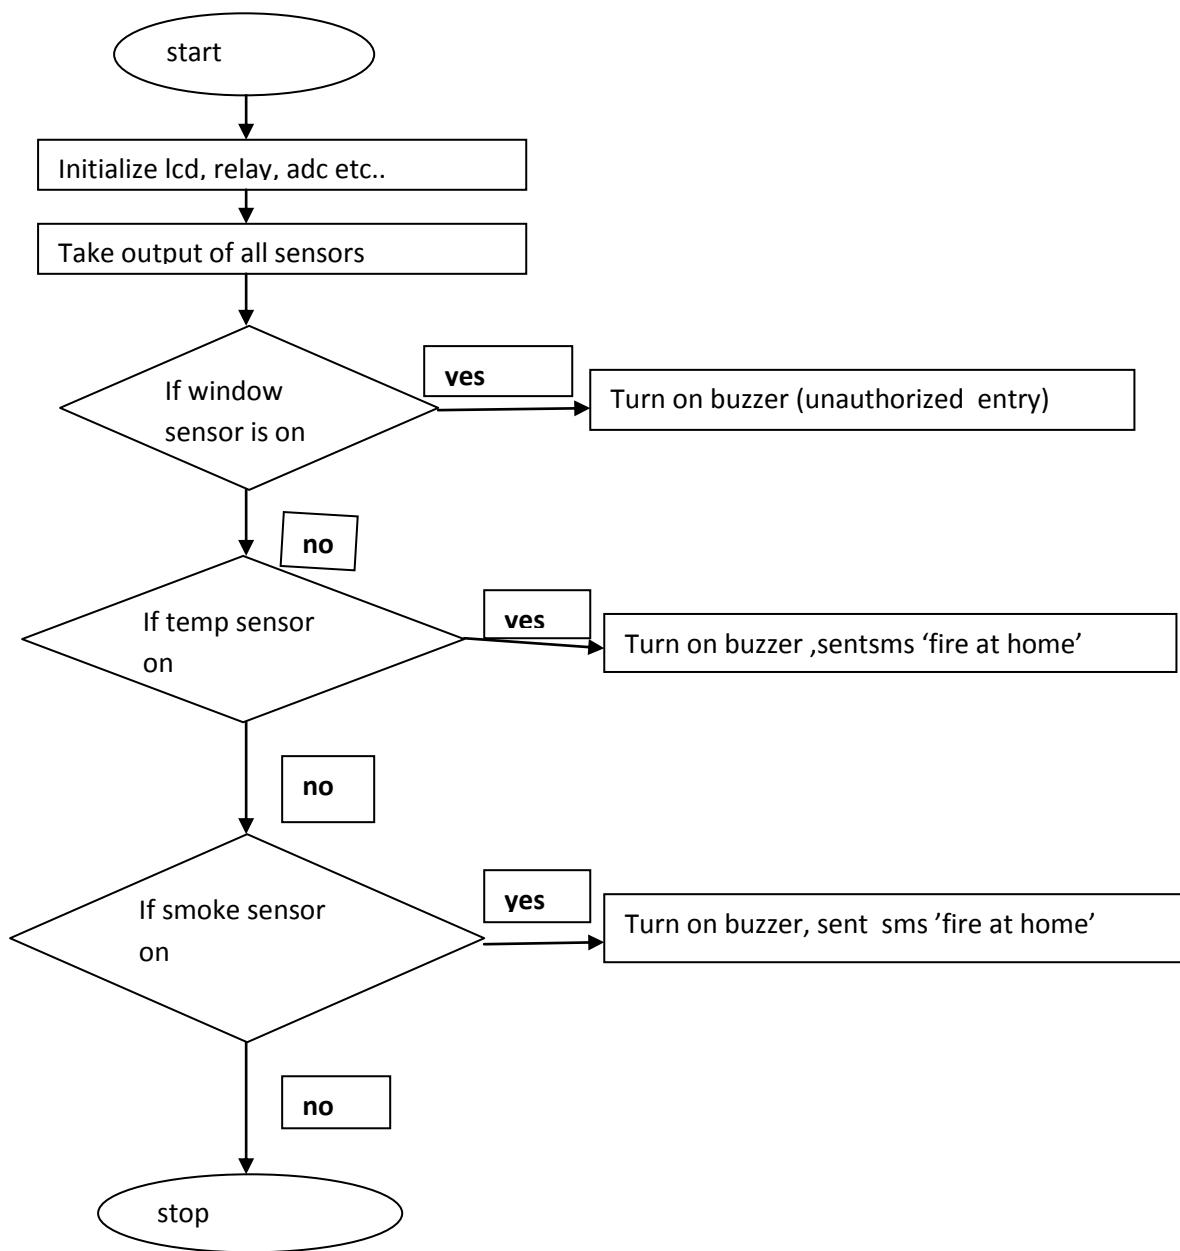 start
Initialize lcd, relay, adc etc..
Take output of all sensors
If window
sensor is on
yes
Turn on buzzer (unauthorized  entry)
no
If temp sensor
on
yes
Turn on buzzer ,sentsms ‘fire at home’
no
If smoke sensor
on
yes
Turn on buzzer, sent  sms ’fire at home’
no
stop